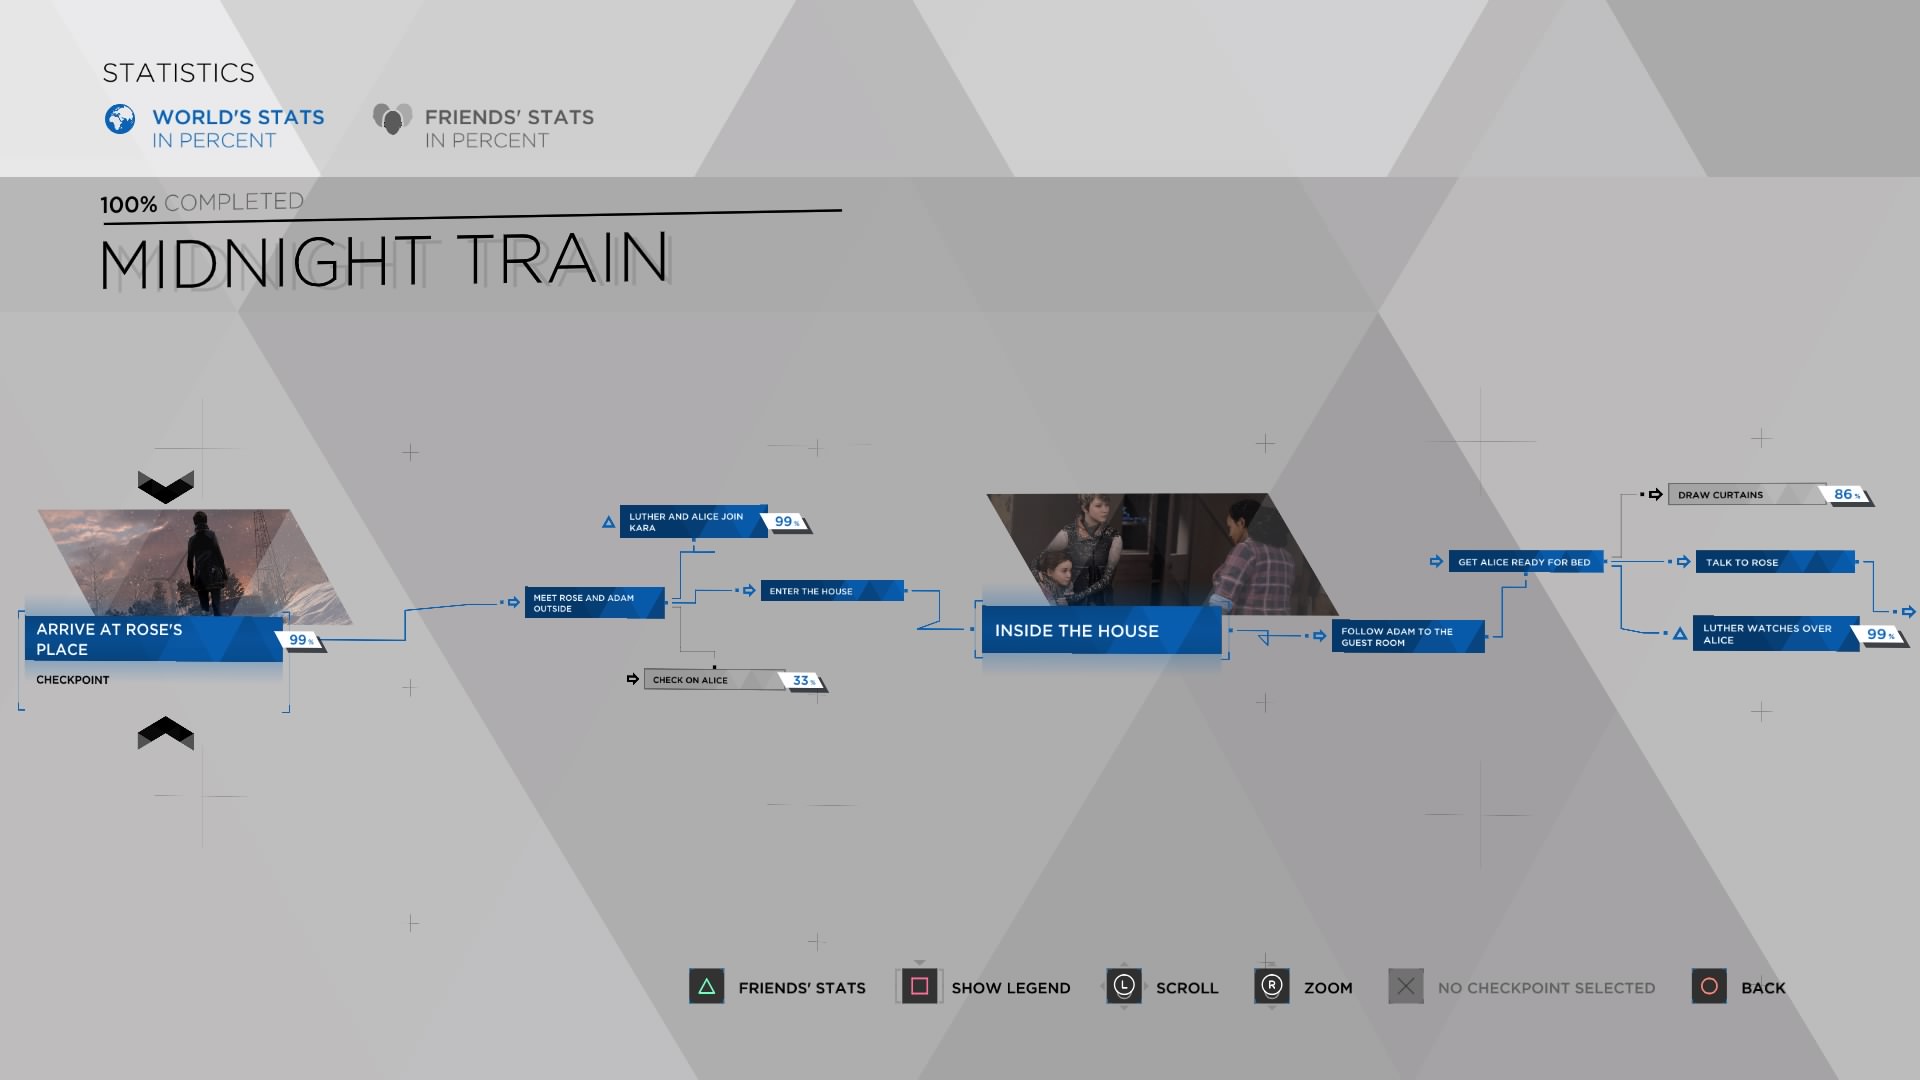 STATISTICS
WORLD'S STATS
IN PERCENT
FRIENDS' STATS
IN PERCENT
100% COMPLETED
MIDNIGHT TRAIN
ARRIVE AT ROSE'S
PLACE
99%
CHECKPOINT
MEET ROSE AND ADAM
OUTSIDE
LUTHER AND ALICE JOIN
KARA
99%
ENTER THE HOUSE
CHECK ON ALICE
33%
INSIDE THE HOUSE
FOLLOW ADAM TO THE
GUEST ROOM
GET ALICE READY FOR BED
DRAW CURTAINS
86%
TALK TO ROSE
LUTHER WATCHES OVER
ALICE
99%
FRIENDS' STATS
SHOW LEGEND
L
SCROLL
R
ZOOM
NO CHECKPOINT SELECTED
BACK